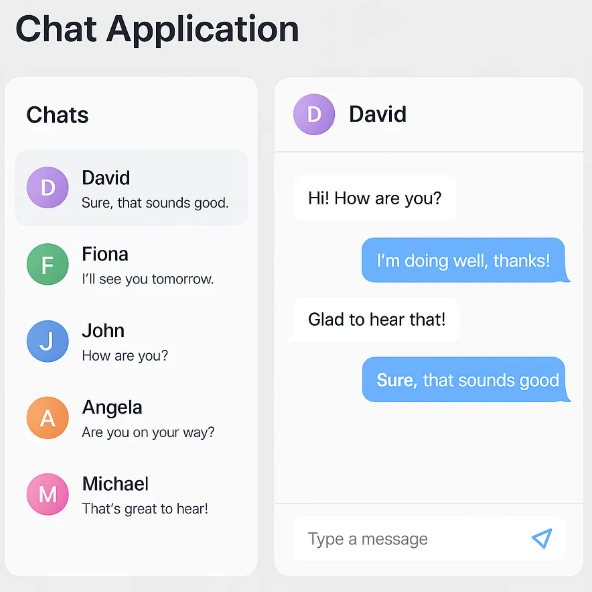 Chat Application
Chats
D
David
Sure, that sounds good.
F
Fiona
I'll see you tomorrow.
J
John
How are you?
A
Angela
Are you on your way?
M
Michael
That's great to hear!
D
David
Hi! How are you?
I'm doing well, thanks!
Glad to hear that!
Sure, that sounds good
Type a message